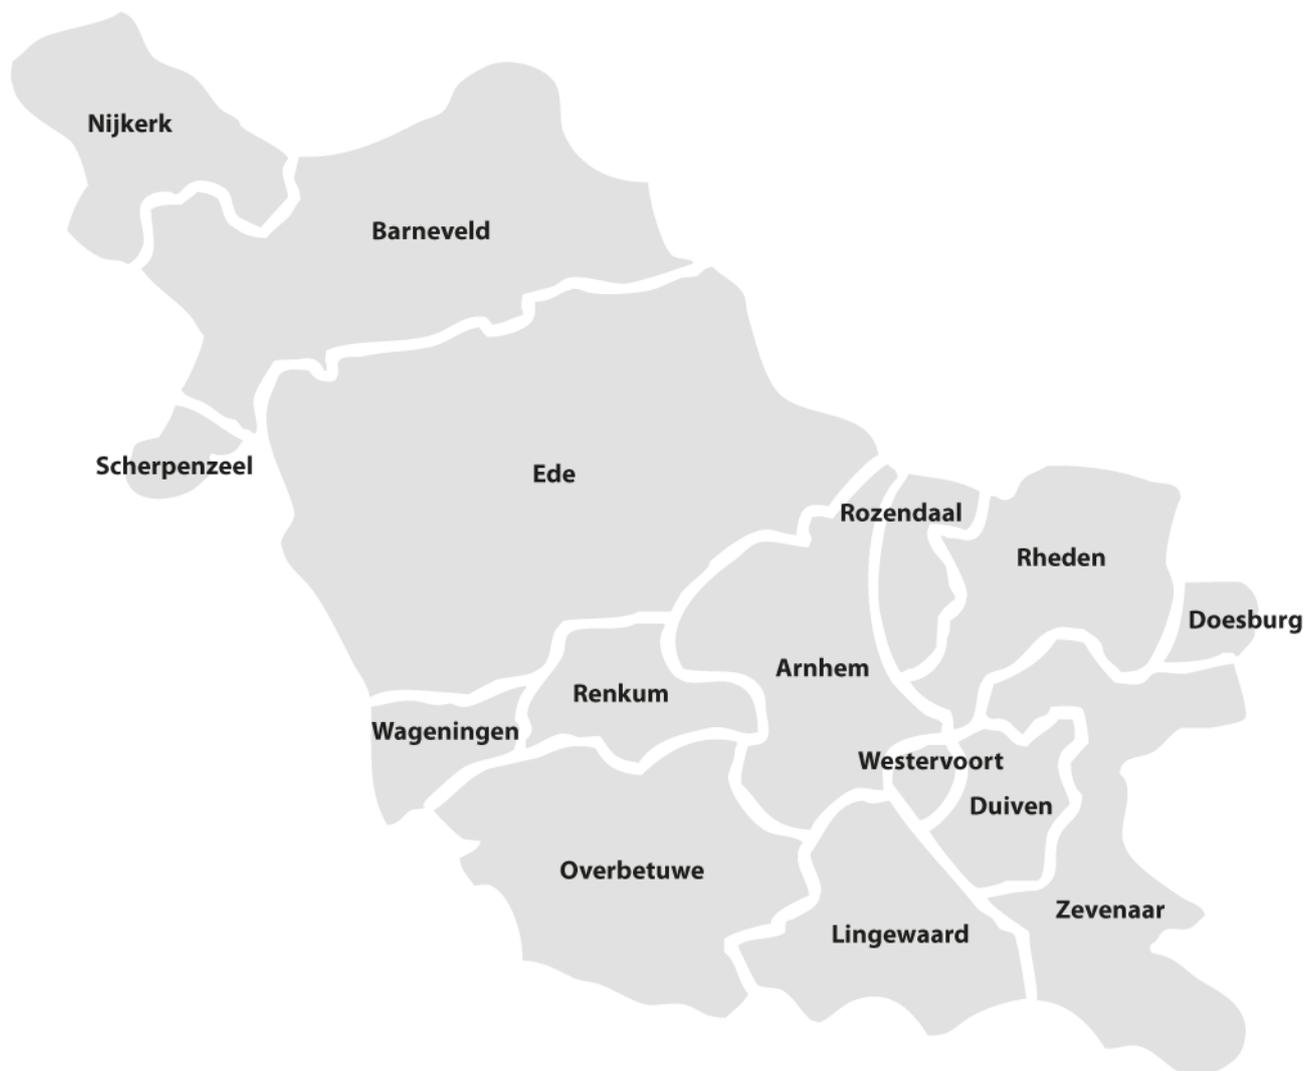 Nijkerk
Barneveld
Scherpenzeel
Ede
Rozendaal
Rheden
Doesburg
Arnhem
Renkum
Wageningen
Westervoort
Duiven
Overbetuwe
Zevenaar
Lingewaard